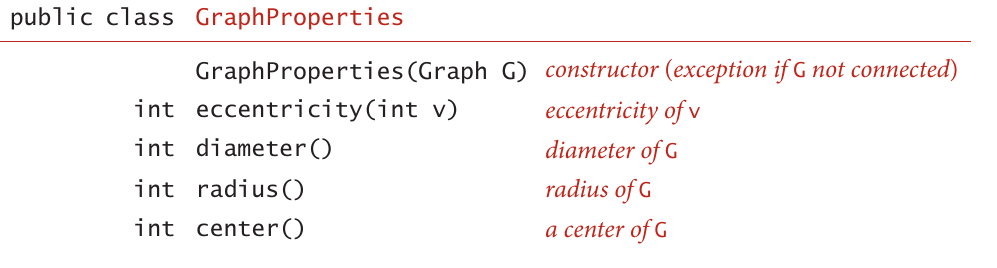 public class GraphProperties
GraphProperties(Graph G) constructor (exception if G not connected)
int eccentricity(int v) eccentricity of v
int diameter() diameter of G
int radius() radius of G
int center() a center of G